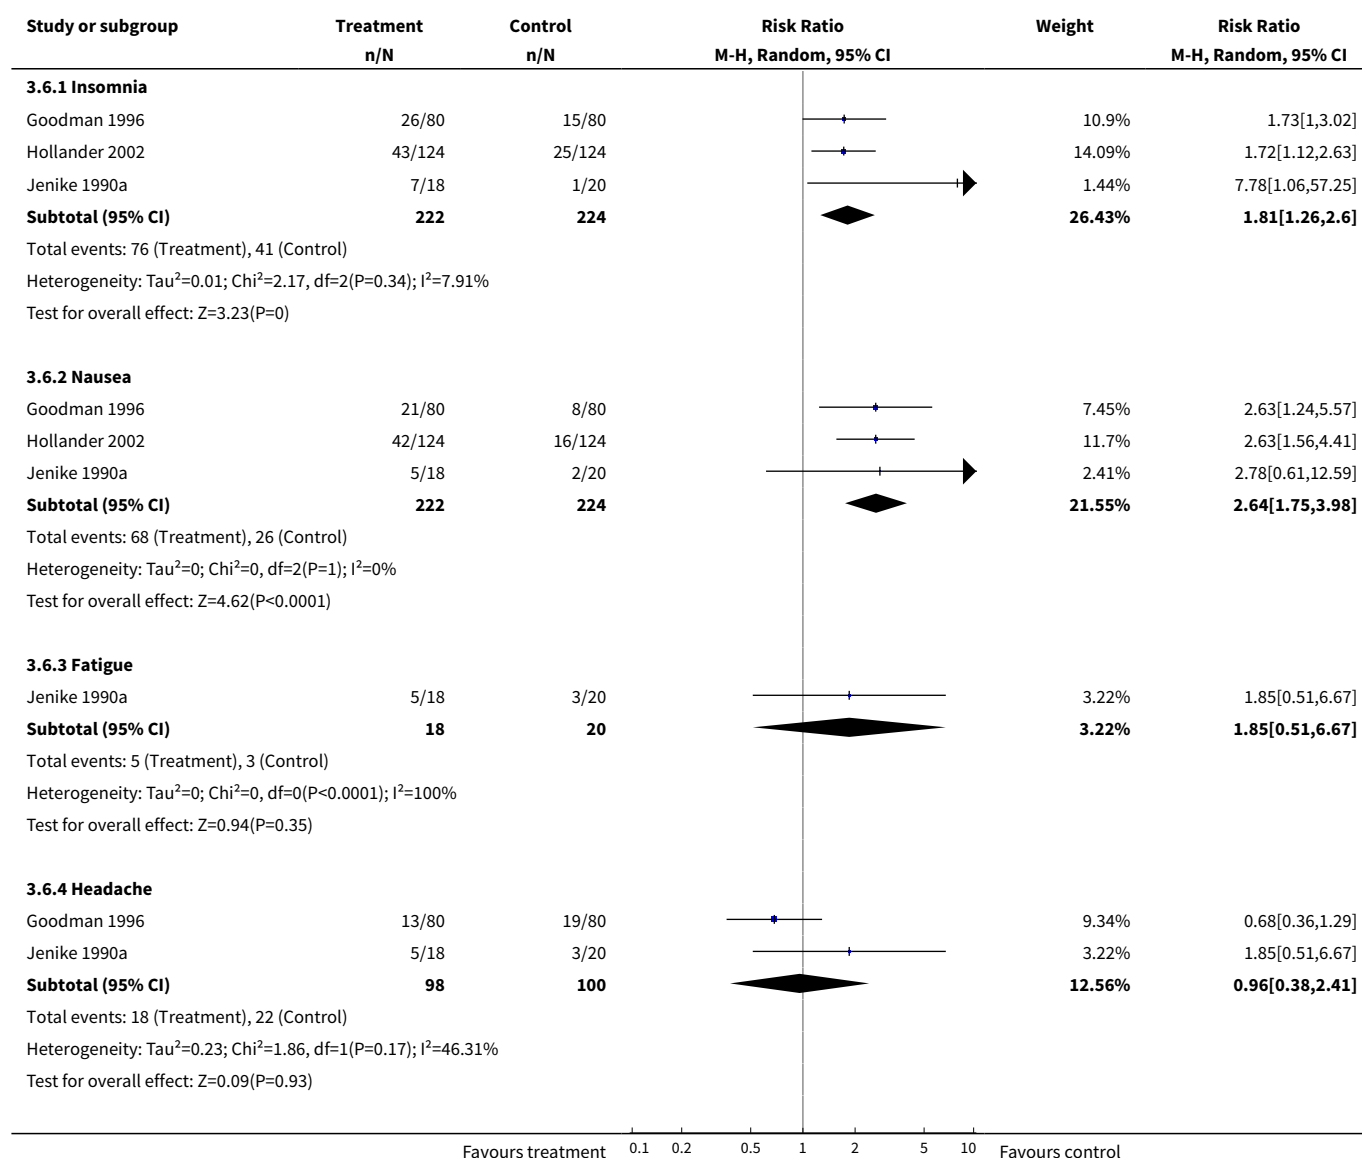 Study or subgroup Treatment Control Risk Ratio Weight Risk Ratio
n/N n/N M-H, Random, 95% CI M-H, Random, 95% CI
3.6.1 Insomnia
Goodman 1996 26/80 15/80 10.9% 1.73[1,3.02]
Hollander 2002 43/124 25/124 14.09% 1.72[1.12,2.63]
Jenike 1990a 7/18 1/20 1.44% 7.78[1.06,57.25]
Subtotal (95% CI) 222 224 26.43% 1.81[1.26,2.6]
Total events: 76 (Treatment), 41 (Control)
Heterogeneity: Tau²=0.01; Chi²=2.17, df=2(P=0.34); I²=7.91%
Test for overall effect: Z=3.23(P=0)
3.6.2 Nausea
Goodman 1996 21/80 8/80 7.45% 2.63[1.24,5.57]
Hollander 2002 42/124 16/124 11.7% 2.63[1.56,4.41]
Jenike 1990a 5/18 2/20 2.41% 2.78[0.61,12.59]
Subtotal (95% CI) 222 224 21.55% 2.64[1.75,3.98]
Total events: 68 (Treatment), 26 (Control)
Heterogeneity: Tau²=0; Chi²=0, df=2(P=1); I²=0%
Test for overall effect: Z=4.62(P<0.0001)
3.6.3 Fatigue
Jenike 1990a 5/18 3/20 3.22% 1.85[0.51,6.67]
Subtotal (95% CI) 18 20 3.22% 1.85[0.51,6.67]
Total events: 5 (Treatment), 3 (Control)
Heterogeneity: Tau²=0; Chi²=0, df=0(P<0.0001); I²=100%
Test for overall effect: Z=0.94(P=0.35)
3.6.4 Headache
Goodman 1996 13/80 19/80 9.34% 0.68[0.36,1.29]
Jenike 1990a 5/18 3/20 3.22% 1.85[0.51,6.67]
Subtotal (95% CI) 98 100 12.56% 0.96[0.38,2.41]
Total events: 18 (Treatment), 22 (Control)
Heterogeneity: Tau²=0.23; Chi²=1.86, df=1(P=0.17); I²=46.31%
Test for overall effect: Z=0.09(P=0.93)
Favours treatment 0.1 0.2 0.5 1 2 5 10 Favours control